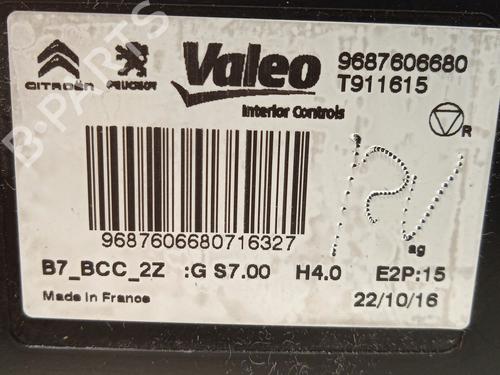 CITROËN PEUGEOT Valeo 9687606680
T911615
Interior Controls
R
9687606680716327
ag
B7_BCC_2Z :G S7.00 H4.0 E2P:15
Made in France 22/10/16
B-PARTS